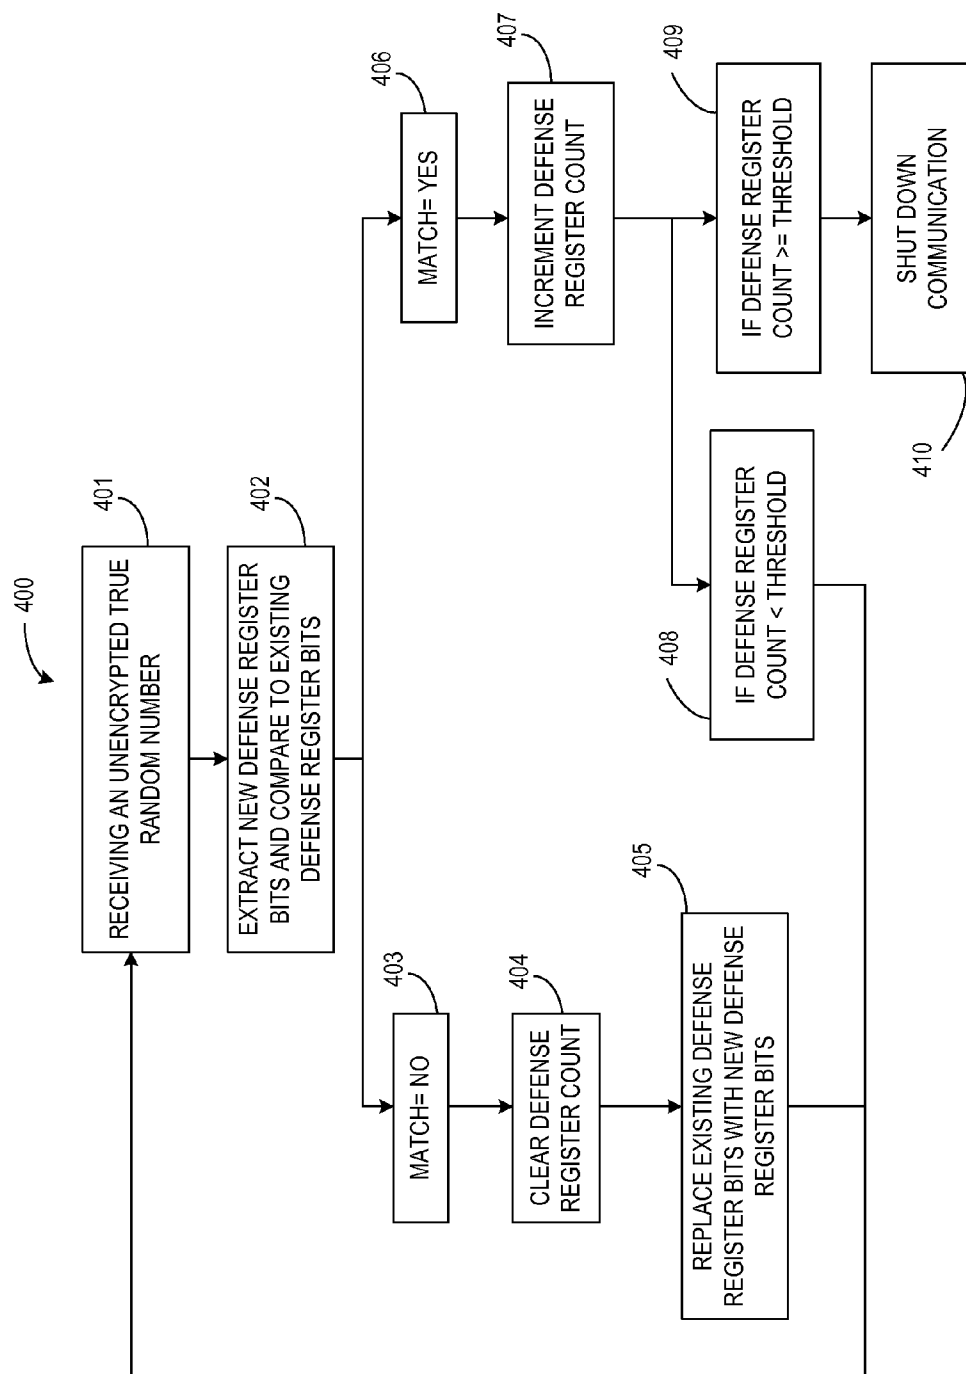 400
RECEIVING AN UNENCRYPTED TRUE
RANDOM NUMBER
401
EXTRACT NEW DEFENSE REGISTER
BITS AND COMPARE TO EXISTING
DEFENSE REGISTER BITS
402
MATCH= NO
403
CLEAR DEFENSE
REGISTER COUNT
404
REPLACE EXISTING DEFENSE
REGISTER BITS WITH NEW DEFENSE
REGISTER BITS
405
MATCH= YES
406
INCREMENT DEFENSE
REGISTER COUNT
407
408
IF DEFENSE REGISTER
COUNT < THRESHOLD
IF DEFENSE REGISTER
COUNT >= THRESHOLD
409
SHUT DOWN
COMMUNICATION
410